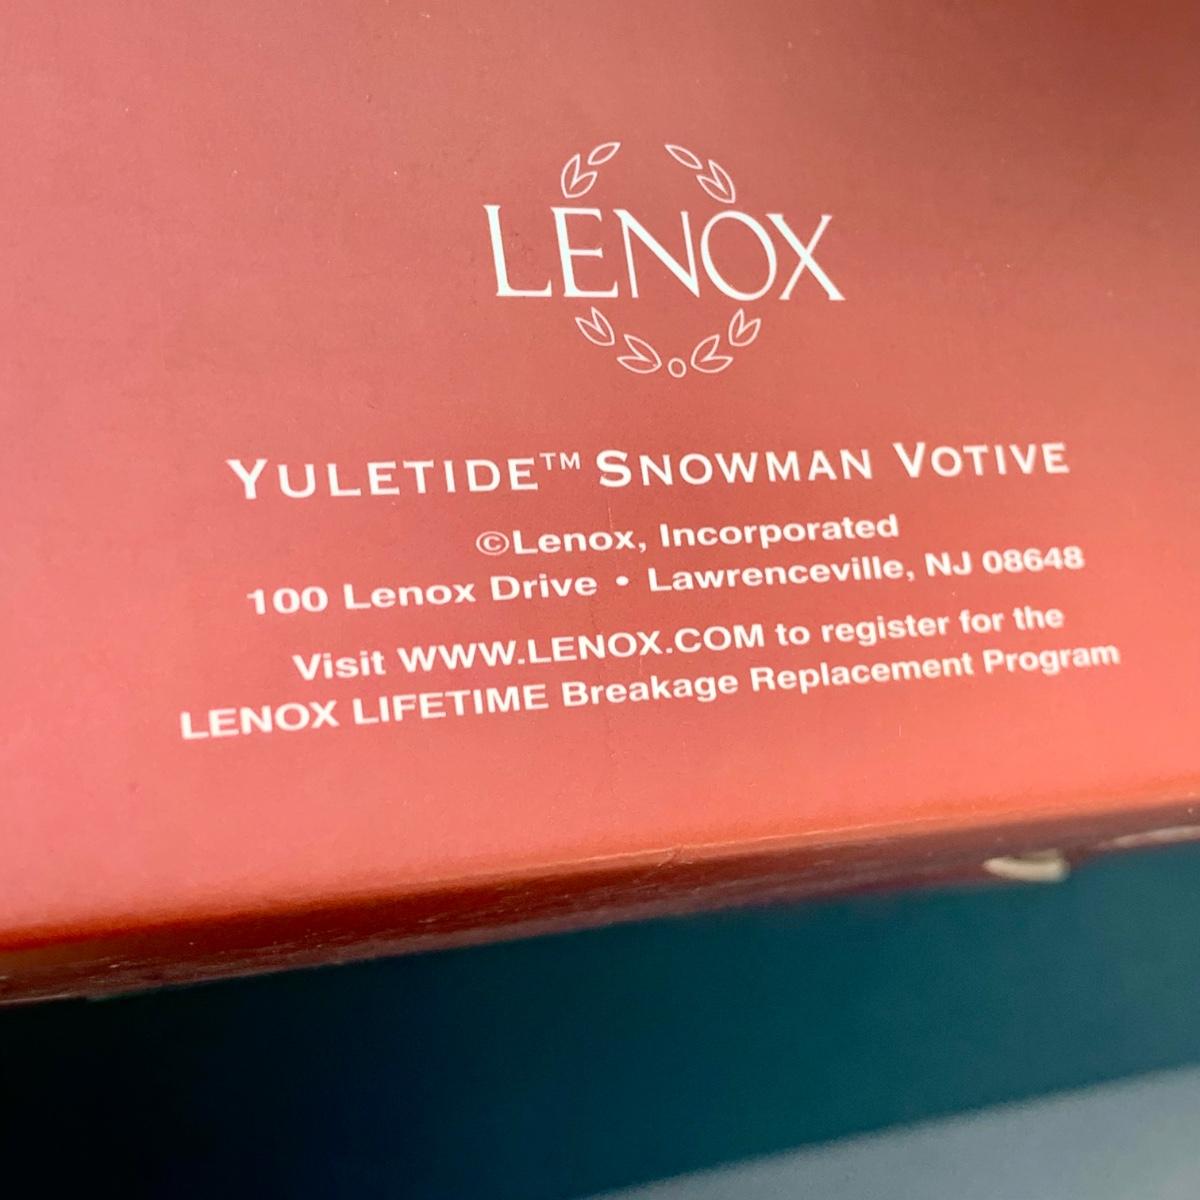 LENOX
YULETIDE™ SNOWMAN VOTIVE
©Lenox, Incorporated
100 Lenox Drive • Lawrenceville, NJ 08648
Visit WWW.LENOX.COM to register for the
LENOX LIFETIME Breakage Replacement Program